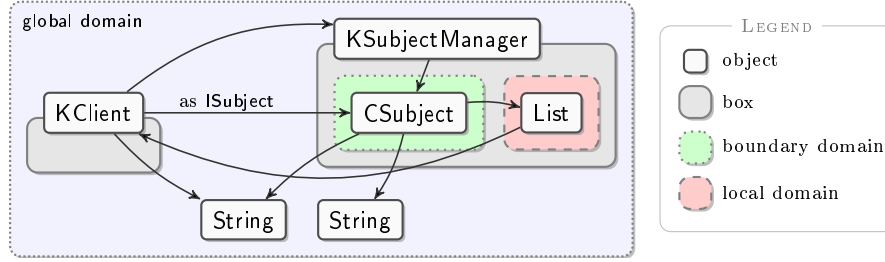 global domain
KSubjectManager
KClient
as ISubject
CSubject
List
String
String
LEGEND
object
box
boundary domain
local domain